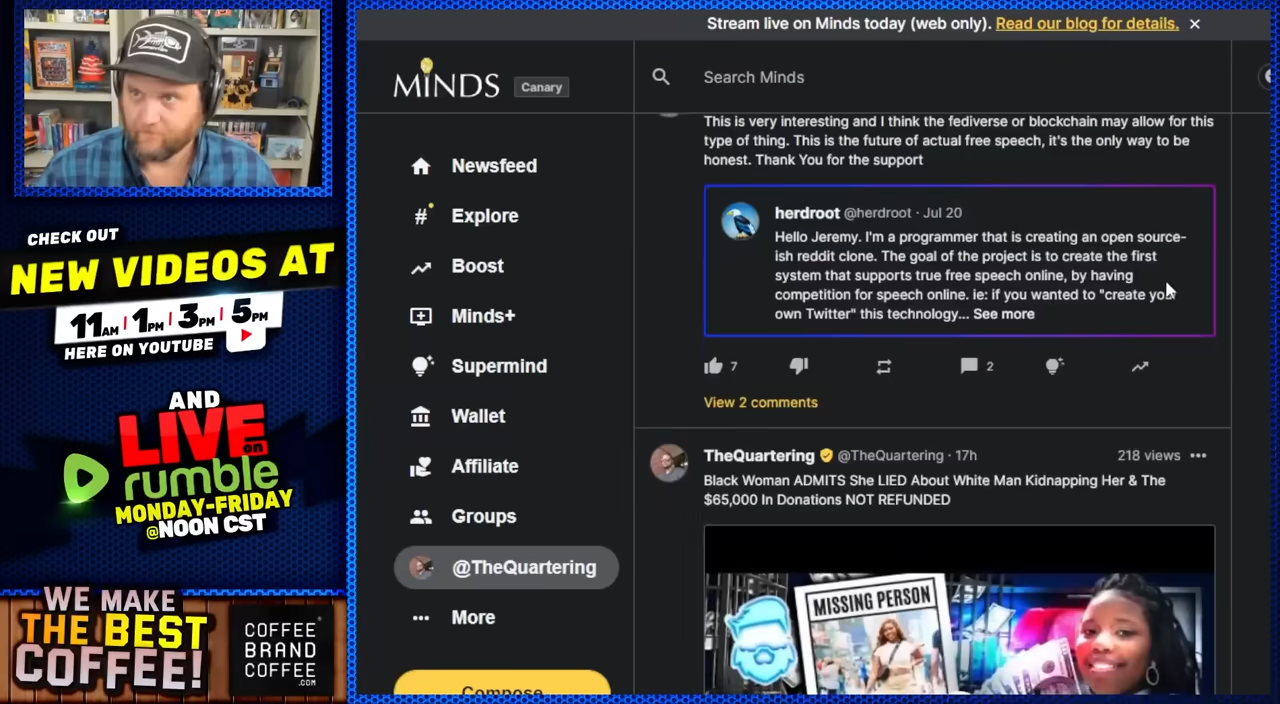 CHECK OUT
NEW VIDEOS AT
11AM | 1PM | 3PM | 5PM
HERE ON YOUTUBE
AND
LIVE on
rumble
MONDAY-FRIDAY
@NOON CST
WE MAKE
THE BEST
COFFEE!
COFFEE
BRAND
COFFEE
.COM
Stream live on Minds today (web only). Read our blog for details. ×
MINDS Canary
Search Minds
Newsfeed
# Explore
Boost
Minds+
Supermind
Wallet
Affiliate
Groups
@TheQuartering
More
Compose
This is very interesting and I think the fediverse or blockchain may allow for this
type of thing. This is the future of actual free speech, it's the only way to be
honest. Thank You for the support
herdroot @herdroot · Jul 20
Hello Jeremy. I'm a programmer that is creating an open source-
ish reddit clone. The goal of the project is to create the first
system that supports true free speech online, by having
competition for speech online. ie: if you wanted to "create your
own Twitter" this technology... See more
7
2
View 2 comments
TheQuartering @TheQuartering · 17h 218 views
Black Woman ADMITS She LIED About White Man Kidnapping Her & The
$65,000 In Donations NOT REFUNDED
MISSING PERSON